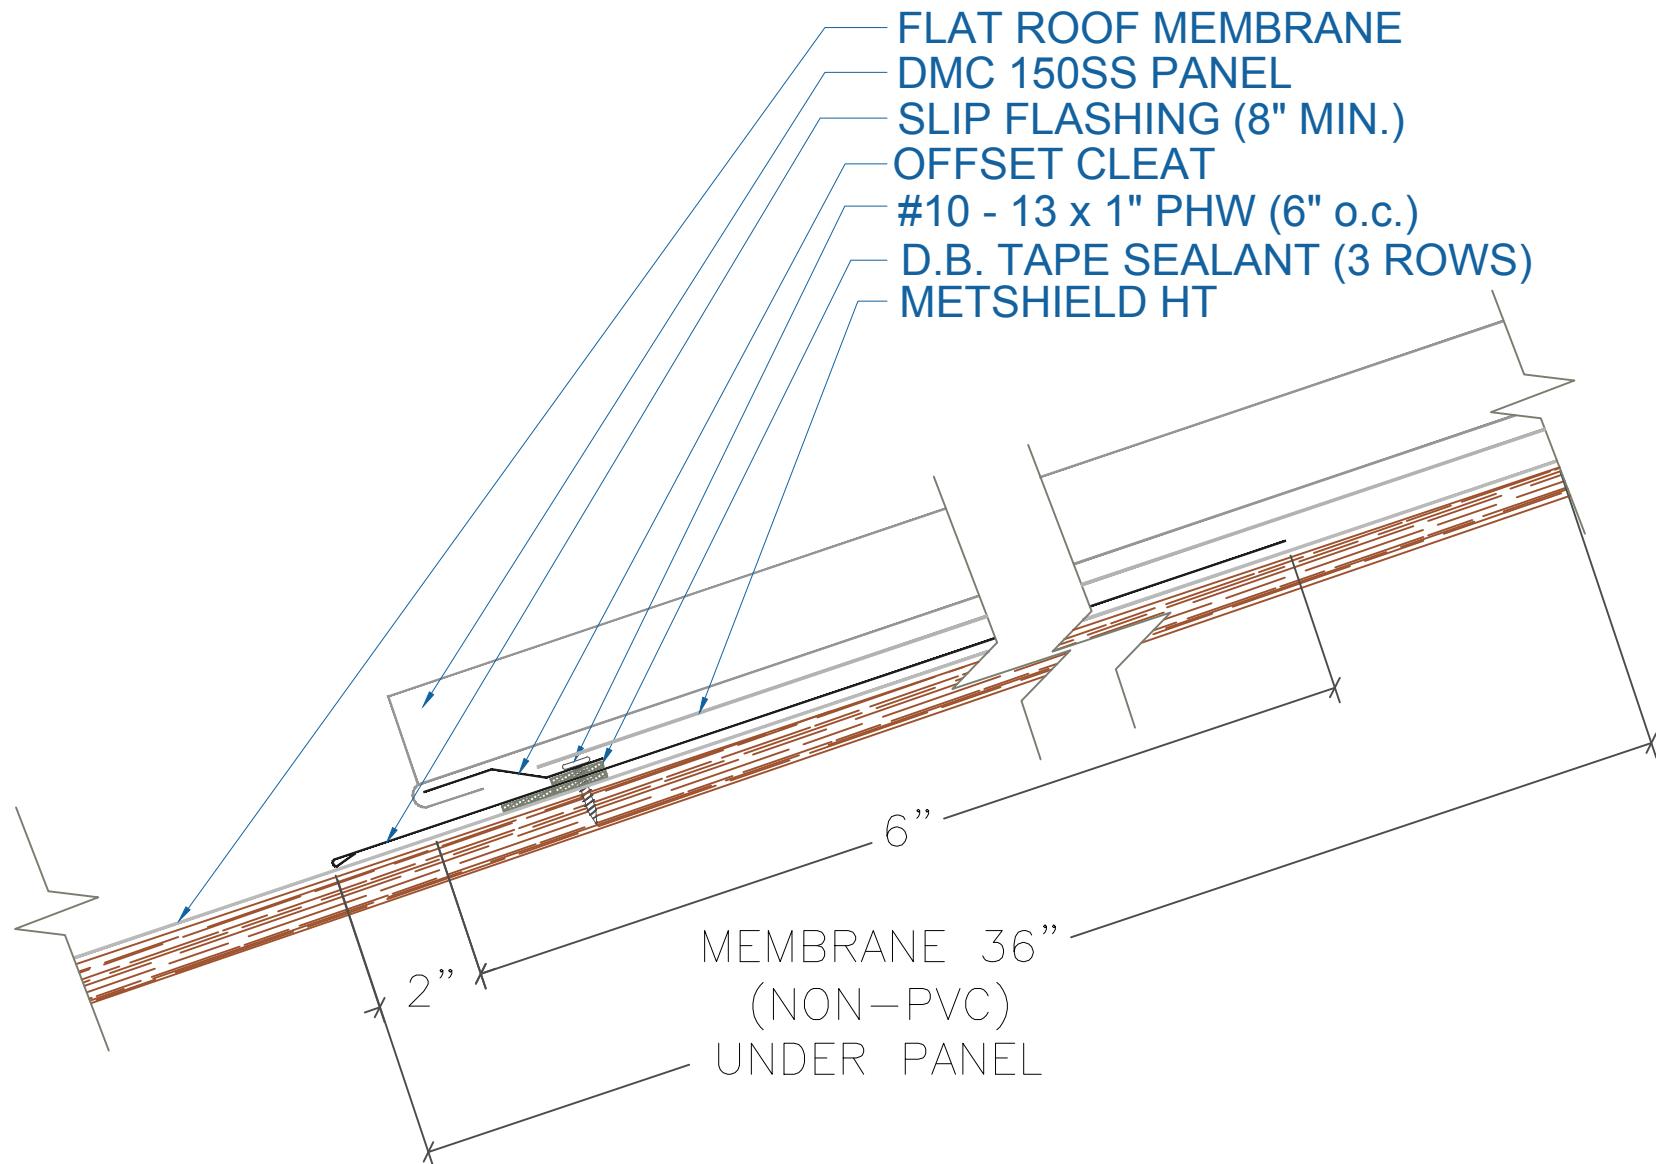 FLAT ROOF MEMBRANE
DMC 150SS PANEL
SLIP FLASHING (8" MIN.)
OFFSET CLEAT
#10 - 13 x 1" PHW (6" o.c.)
D.B. TAPE SEALANT (3 ROWS)
METSHIELD HT
6”
2”
MEMBRANE 36”
(NON-PVC)
UNDER PANEL